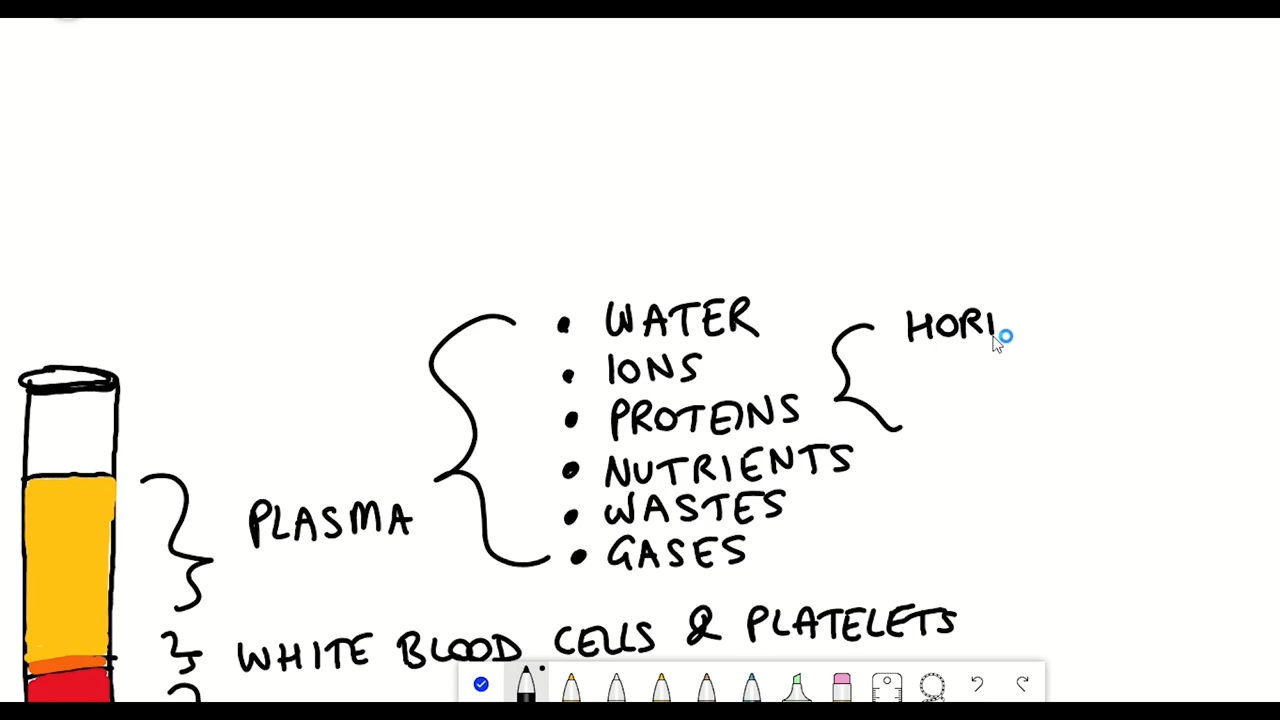 • WATER
HORI
• IONS
• PROTEINS
• NUTRIENTS
• WASTES
PLASMA
• GASES
WHITE BLOOD CELLS & PLATELETS